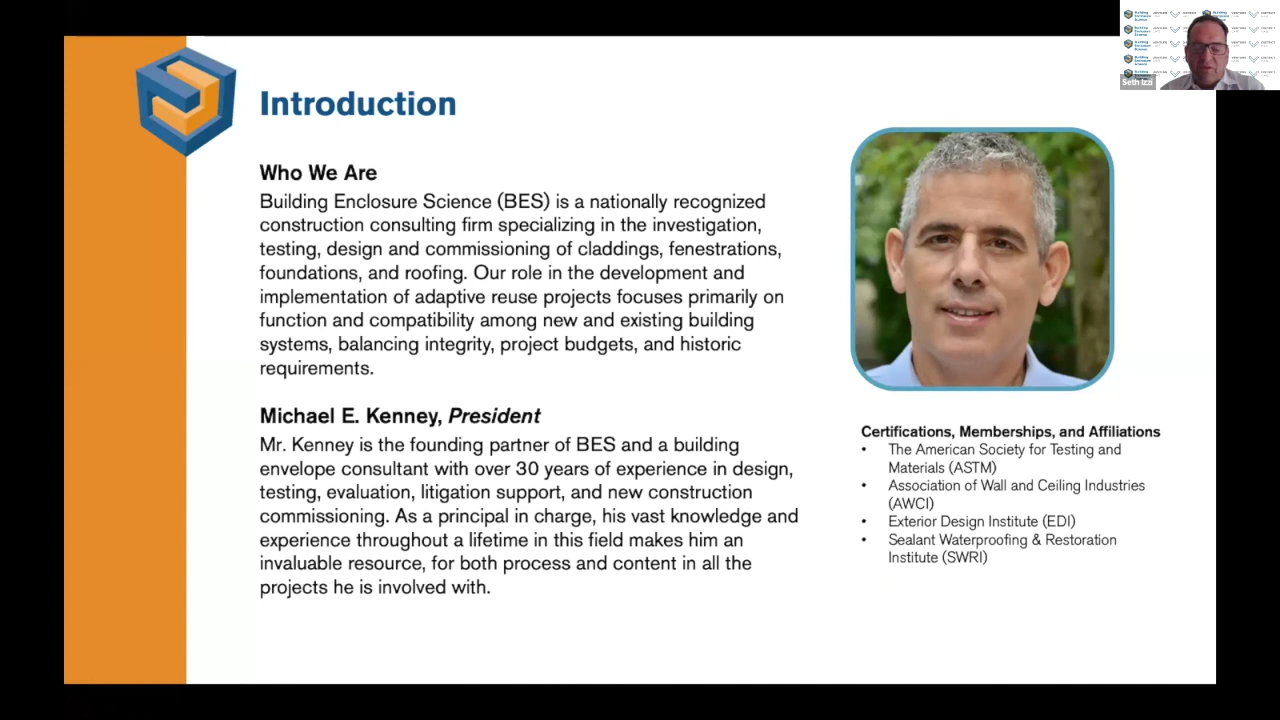 Introduction
Who We Are
Building Enclosure Science (BES) is a nationally recognized
construction consulting firm specializing in the investigation,
testing, design and commissioning of claddings, fenestrations,
foundations, and roofing. Our role in the development and
implementation of adaptive reuse projects focuses primarily on
function and compatibility among new and existing building
systems, balancing integrity, project budgets, and historic
requirements.
Michael E. Kenney, President
Mr. Kenney is the founding partner of BES and a building
envelope consultant with over 30 years of experience in design,
testing, evaluation, litigation support, and new construction
commissioning. As a principal in charge, his vast knowledge and
experience throughout a lifetime in this field makes him an
invaluable resource, for both process and content in all the
projects he is involved with.
Certifications, Memberships, and Affiliations
• The American Society for Testing and
Materials (ASTM)
• Association of Wall and Ceiling Industries
(AWCI)
• Exterior Design Institute (EDI)
• Sealant Waterproofing & Restoration
Institute (SWRI)
Seth Izzi